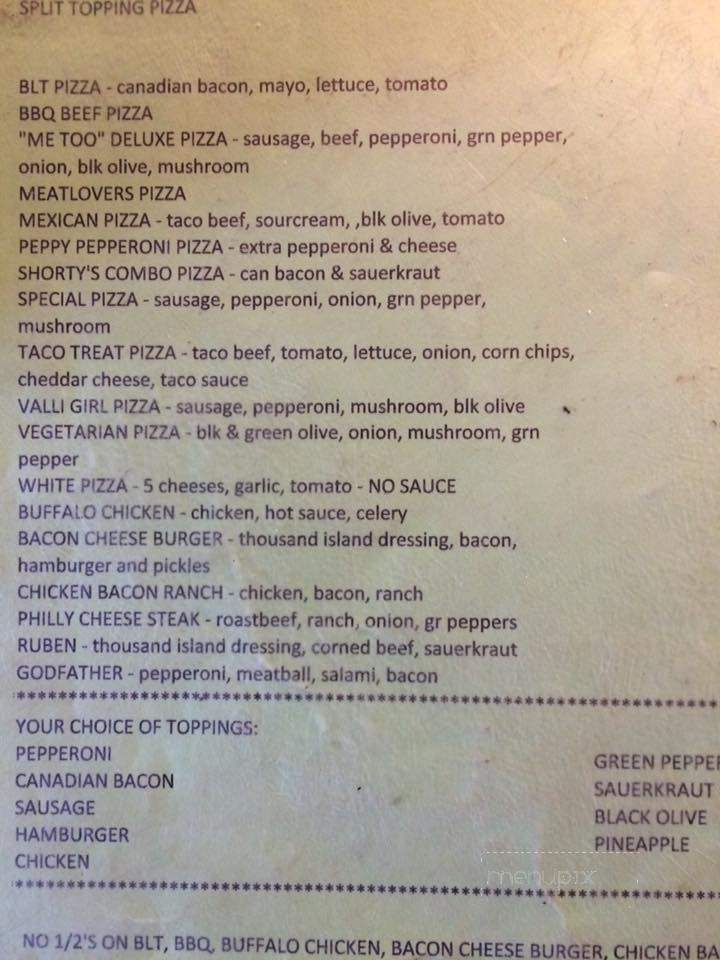 SPLIT TOPPING PIZZA
BLT PIZZA - canadian bacon, mayo, lettuce, tomato
BBQ BEEF PIZZA
"ME TOO" DELUXE PIZZA - sausage, beef, pepperoni, grn pepper,
onion, blk olive, mushroom
MEATLOVERS PIZZA
MEXICAN PIZZA - taco beef, sourcream, ,blk olive, tomato
PEPPY PEPPERONI PIZZA - extra pepperoni & cheese
SHORTY'S COMBO PIZZA - can bacon & sauerkraut
SPECIAL PIZZA - sausage, pepperoni, onion, grn pepper,
mushroom
TACO TREAT PIZZA - taco beef, tomato, lettuce, onion, corn chips,
cheddar cheese, taco sauce
VALLI GIRL PIZZA - sausage, pepperoni, mushroom, blk olive
VEGETARIAN PIZZA - blk & green olive, onion, mushroom, grn
pepper
WHITE PIZZA - 5 cheeses, garlic, tomato - NO SAUCE
BUFFALO CHICKEN - chicken, hot sauce, celery
BACON CHEESE BURGER - thousand island dressing, bacon,
hamburger and pickles
CHICKEN BACON RANCH - chicken, bacon, ranch
PHILLY CHEESE STEAK - roastbeef, ranch, onion, gr peppers
RUBEN - thousand island dressing, corned beef, sauerkraut
GODFATHER - pepperoni, meatball, salami, bacon
YOUR CHOICE OF TOPPINGS:
PEPPERONI
CANADIAN BACON
SAUSAGE
HAMBURGER
CHICKEN
GREEN PEPPER
SAUERKRAUT
BLACK OLIVE
PINEAPPLE
menupix
NO 1/2'S ON BLT, BBQ, BUFFALO CHICKEN, BACON CHEESE BURGER, CHICKEN BA